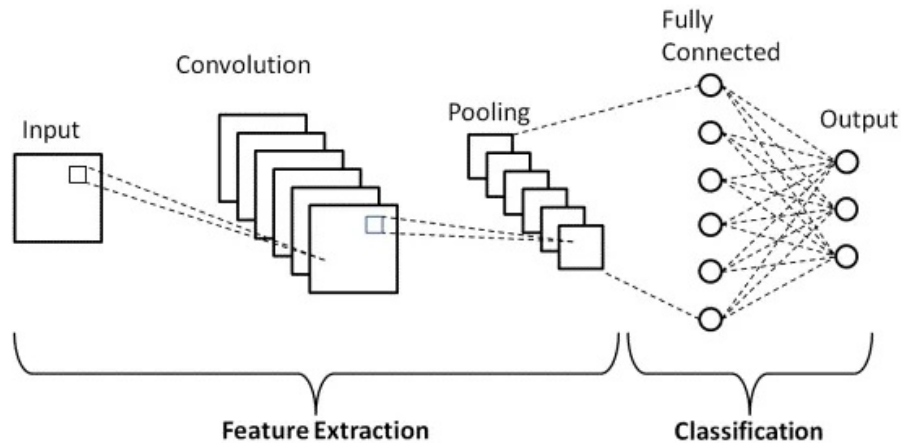 Input
Convolution
Pooling
Fully
Connected
Output
Feature Extraction
Classification